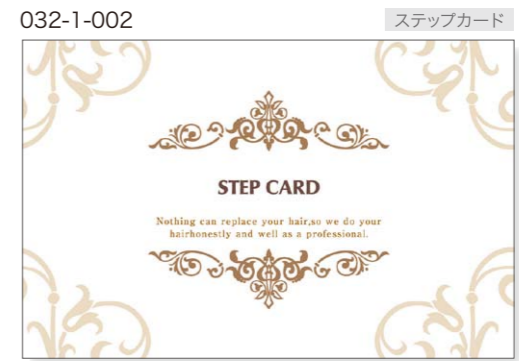 032-1-002
ステップカード
STEP CARD
Nothing can replace your hair,so we do your
hairhonestly and well as a professional.